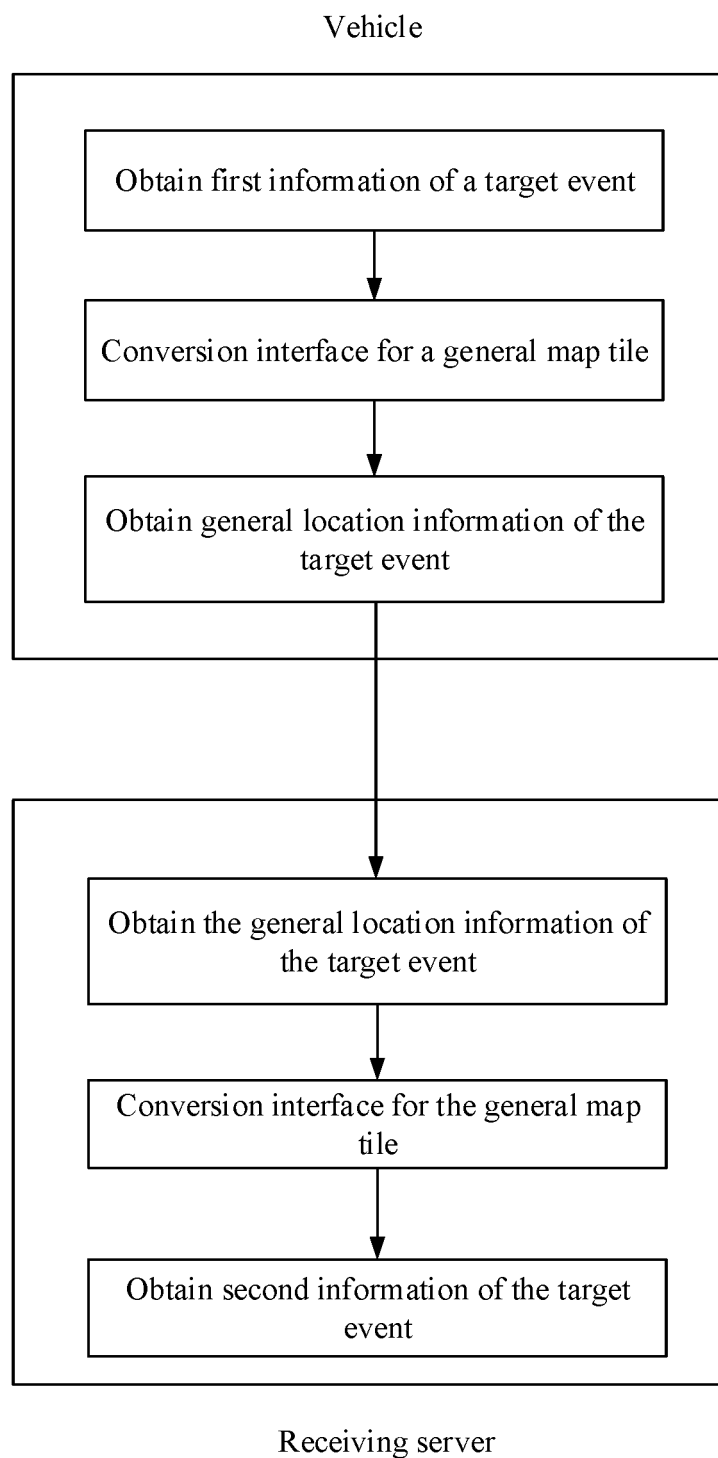 Vehicle
Obtain first information of a target event
Conversion interface for a general map tile
Obtain general location information of the
target event
Obtain the general location information of
the target event
Conversion interface for the general map
tile
Obtain second information of the target
event
Receiving server